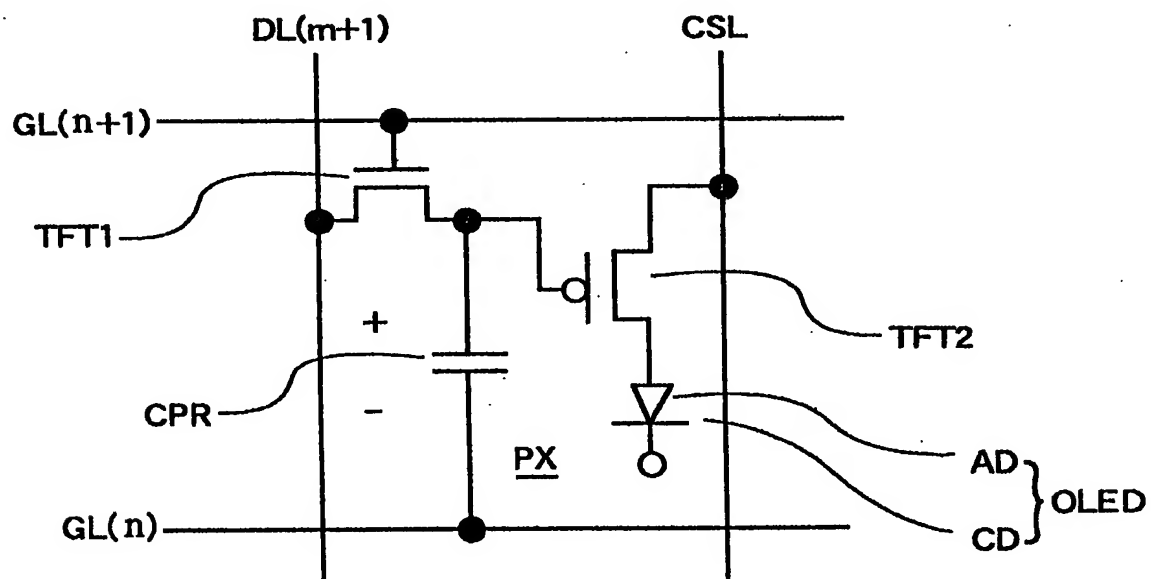 DL(m+1)
CSL
GL(n+1)
TFT1
+
TFT2
CPR
-
PX
AD
OLED
CD
GL(n)